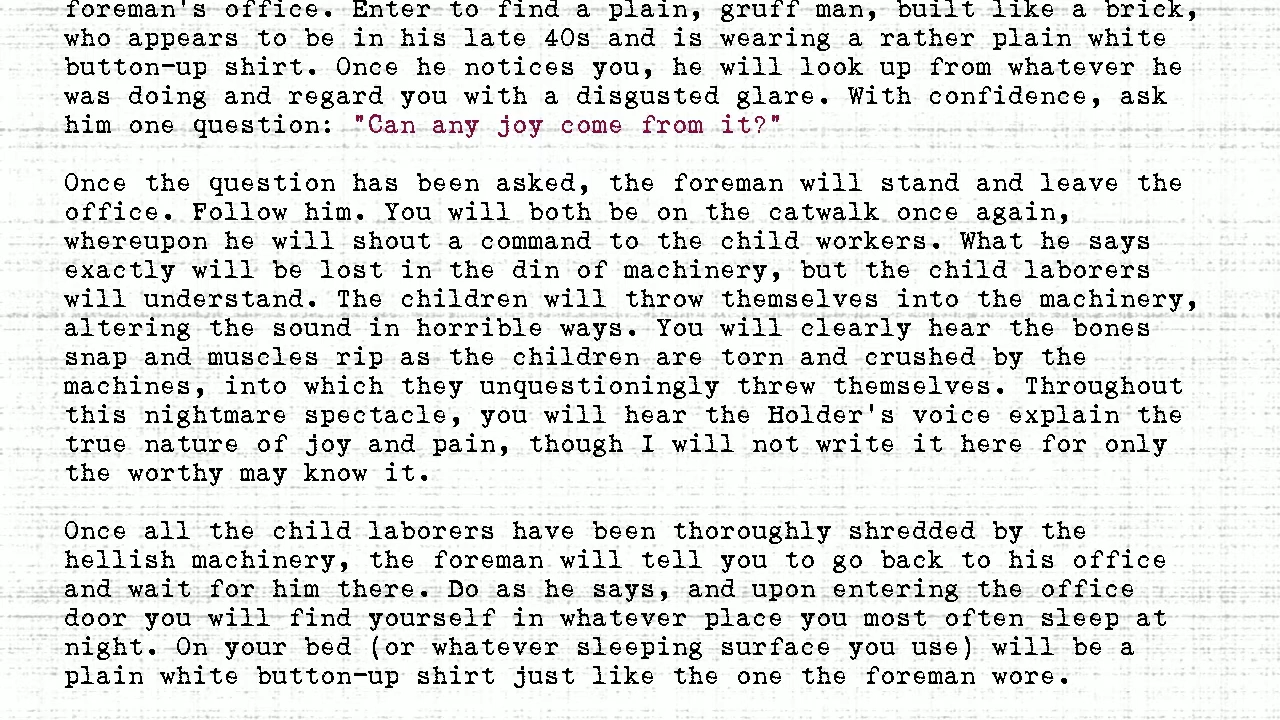 foreman's office. Enter to find a plain, gruff man, built like a brick,
who appears to be in his late 40s and is wearing a rather plain white
button-up shirt. Once he notices you, he will look up from whatever he
was doing and regard you with a disgusted glare. With confidence, ask
him one question: "Can any joy come from it?"
Once the question has been asked, the foreman will stand and leave the
office. Follow him. You will both be on the catwalk once again,
whereupon he will shout a command to the child workers. What he says
exactly will be lost in the din of machinery, but the child laborers
will understand. The children will throw themselves into the machinery,
altering the sound in horrible ways. You will clearly hear the bones
snap and muscles rip as the children are torn and crushed by the
machines, into which they unquestioningly threw themselves. Throughout
this nightmare spectacle, you will hear the Holder's voice explain the
true nature of joy and pain, though I will not write it here for only
the worthy may know it.
Once all the child laborers have been thoroughly shredded by the
hellish machinery, the foreman will tell you to go back to his office
and wait for him there. Do as he says, and upon entering the office
door you will find yourself in whatever place you most often sleep at
night. On your bed (or whatever sleeping surface you use) will be a
plain white button-up shirt just like the one the foreman wore.